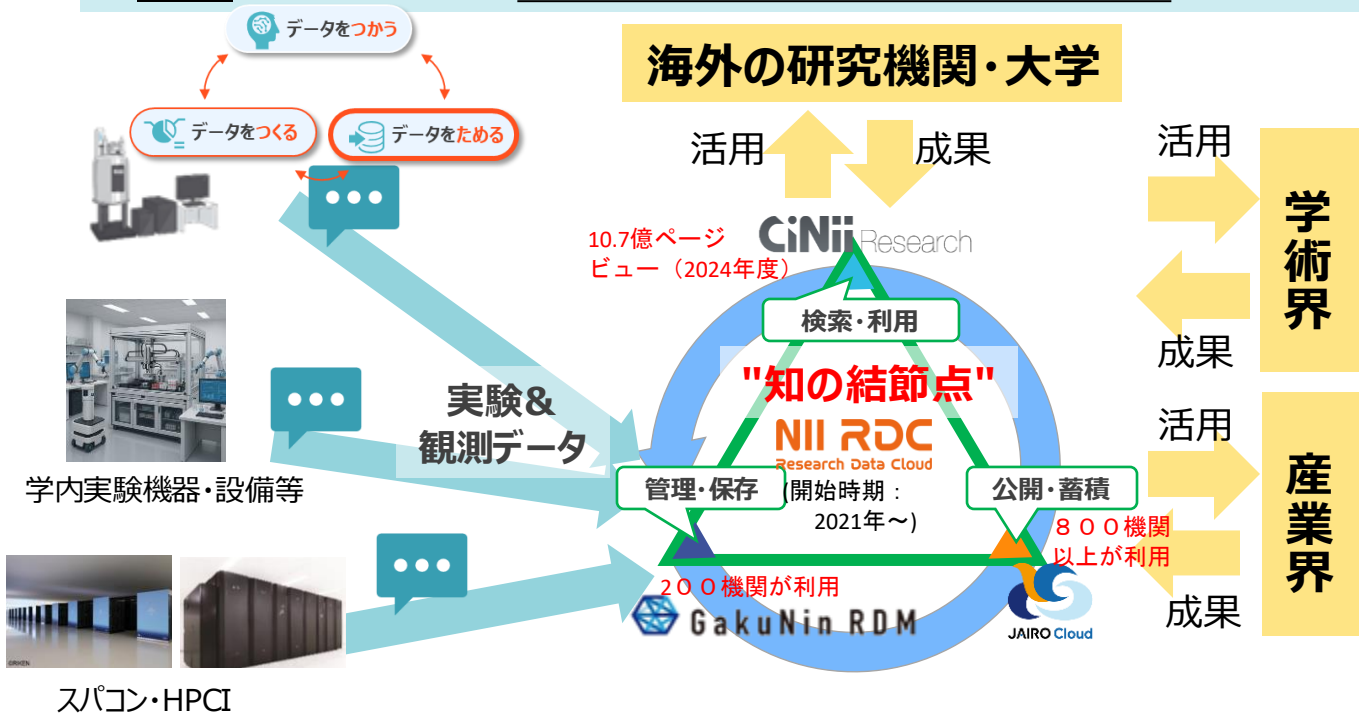 データをつかう
データをつくる
データをためる
海外の研究機関・大学
活用
成果
活用
学術界
成果
10.7億ページ
ビュー（2024年度）
CiNii Research
検索・利用
"知の結節点"
NII RDC
Research Data Cloud
(開始時期：
2021年～)
実験&
観測データ
管理・保存
公開・蓄積
８００機関
以上が利用
２００機関が利用
GakuNin RDM
JAIRO Cloud
活用
産業界
成果
学内実験機器・設備等
©RIKEN
スパコン・HPCI